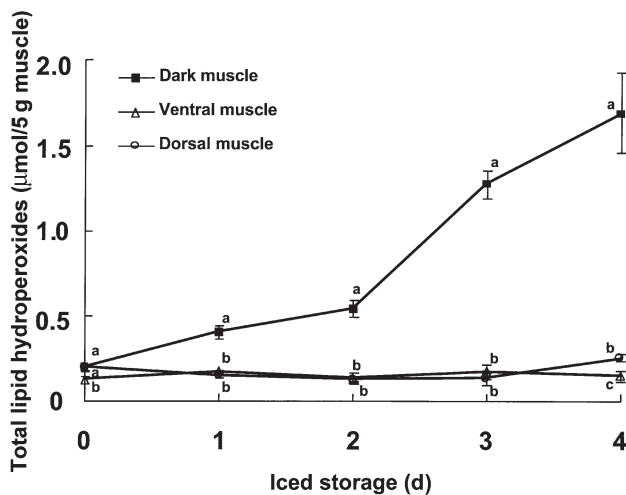 Total lipid hydroperoxides (μmol/5 g muscle)
2.0
1.5
1.0
0.5
0
Dark muscle
Ventral muscle
Dorsal muscle
a
a
b
a
b
b
a
b
b
a
b
b
a
b
c
0 1 2 3 4
Iced storage (d)